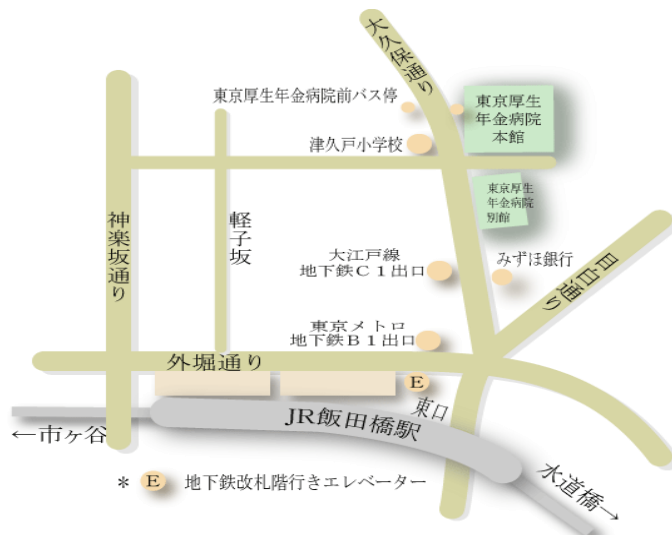 大久保通り
東京厚生年金病院前バス停
東京厚生
年金病院
本館
津久戸小学校
東京厚生
年金病院
別館
神楽坂通り
軽子坂
大江戸線
地下鉄C1出口
みずほ銀行
目白通り
東京メトロ
地下鉄B1出口
外堀通り
E
東口
JR飯田橋駅
←市ヶ谷
水道橋→
* E 地下鉄改札階行きエレベーター